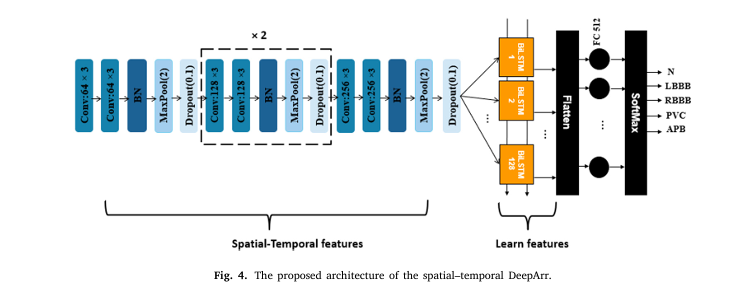 × 2
Conv:64 × 3
Conv:64 ×3
BN
MaxPool(2)
Dropout(0.1)
Conv:128 ×3
Conv:128 ×3
BN
MaxPool(2)
Dropout(0.1)
Conv:256 ×3
Conv:256 ×3
BN
MaxPool(2)
Dropout(0.1)
BiLSTM
1
BiLSTM
2
...
BiLSTM
128
...
Flatten
FC 512
...
SoftMax
N
LBBB
RBBB
PVC
APB
Spatial-Temporal features
Learn features
Fig. 4. The proposed architecture of the spatial–temporal DeepArr.